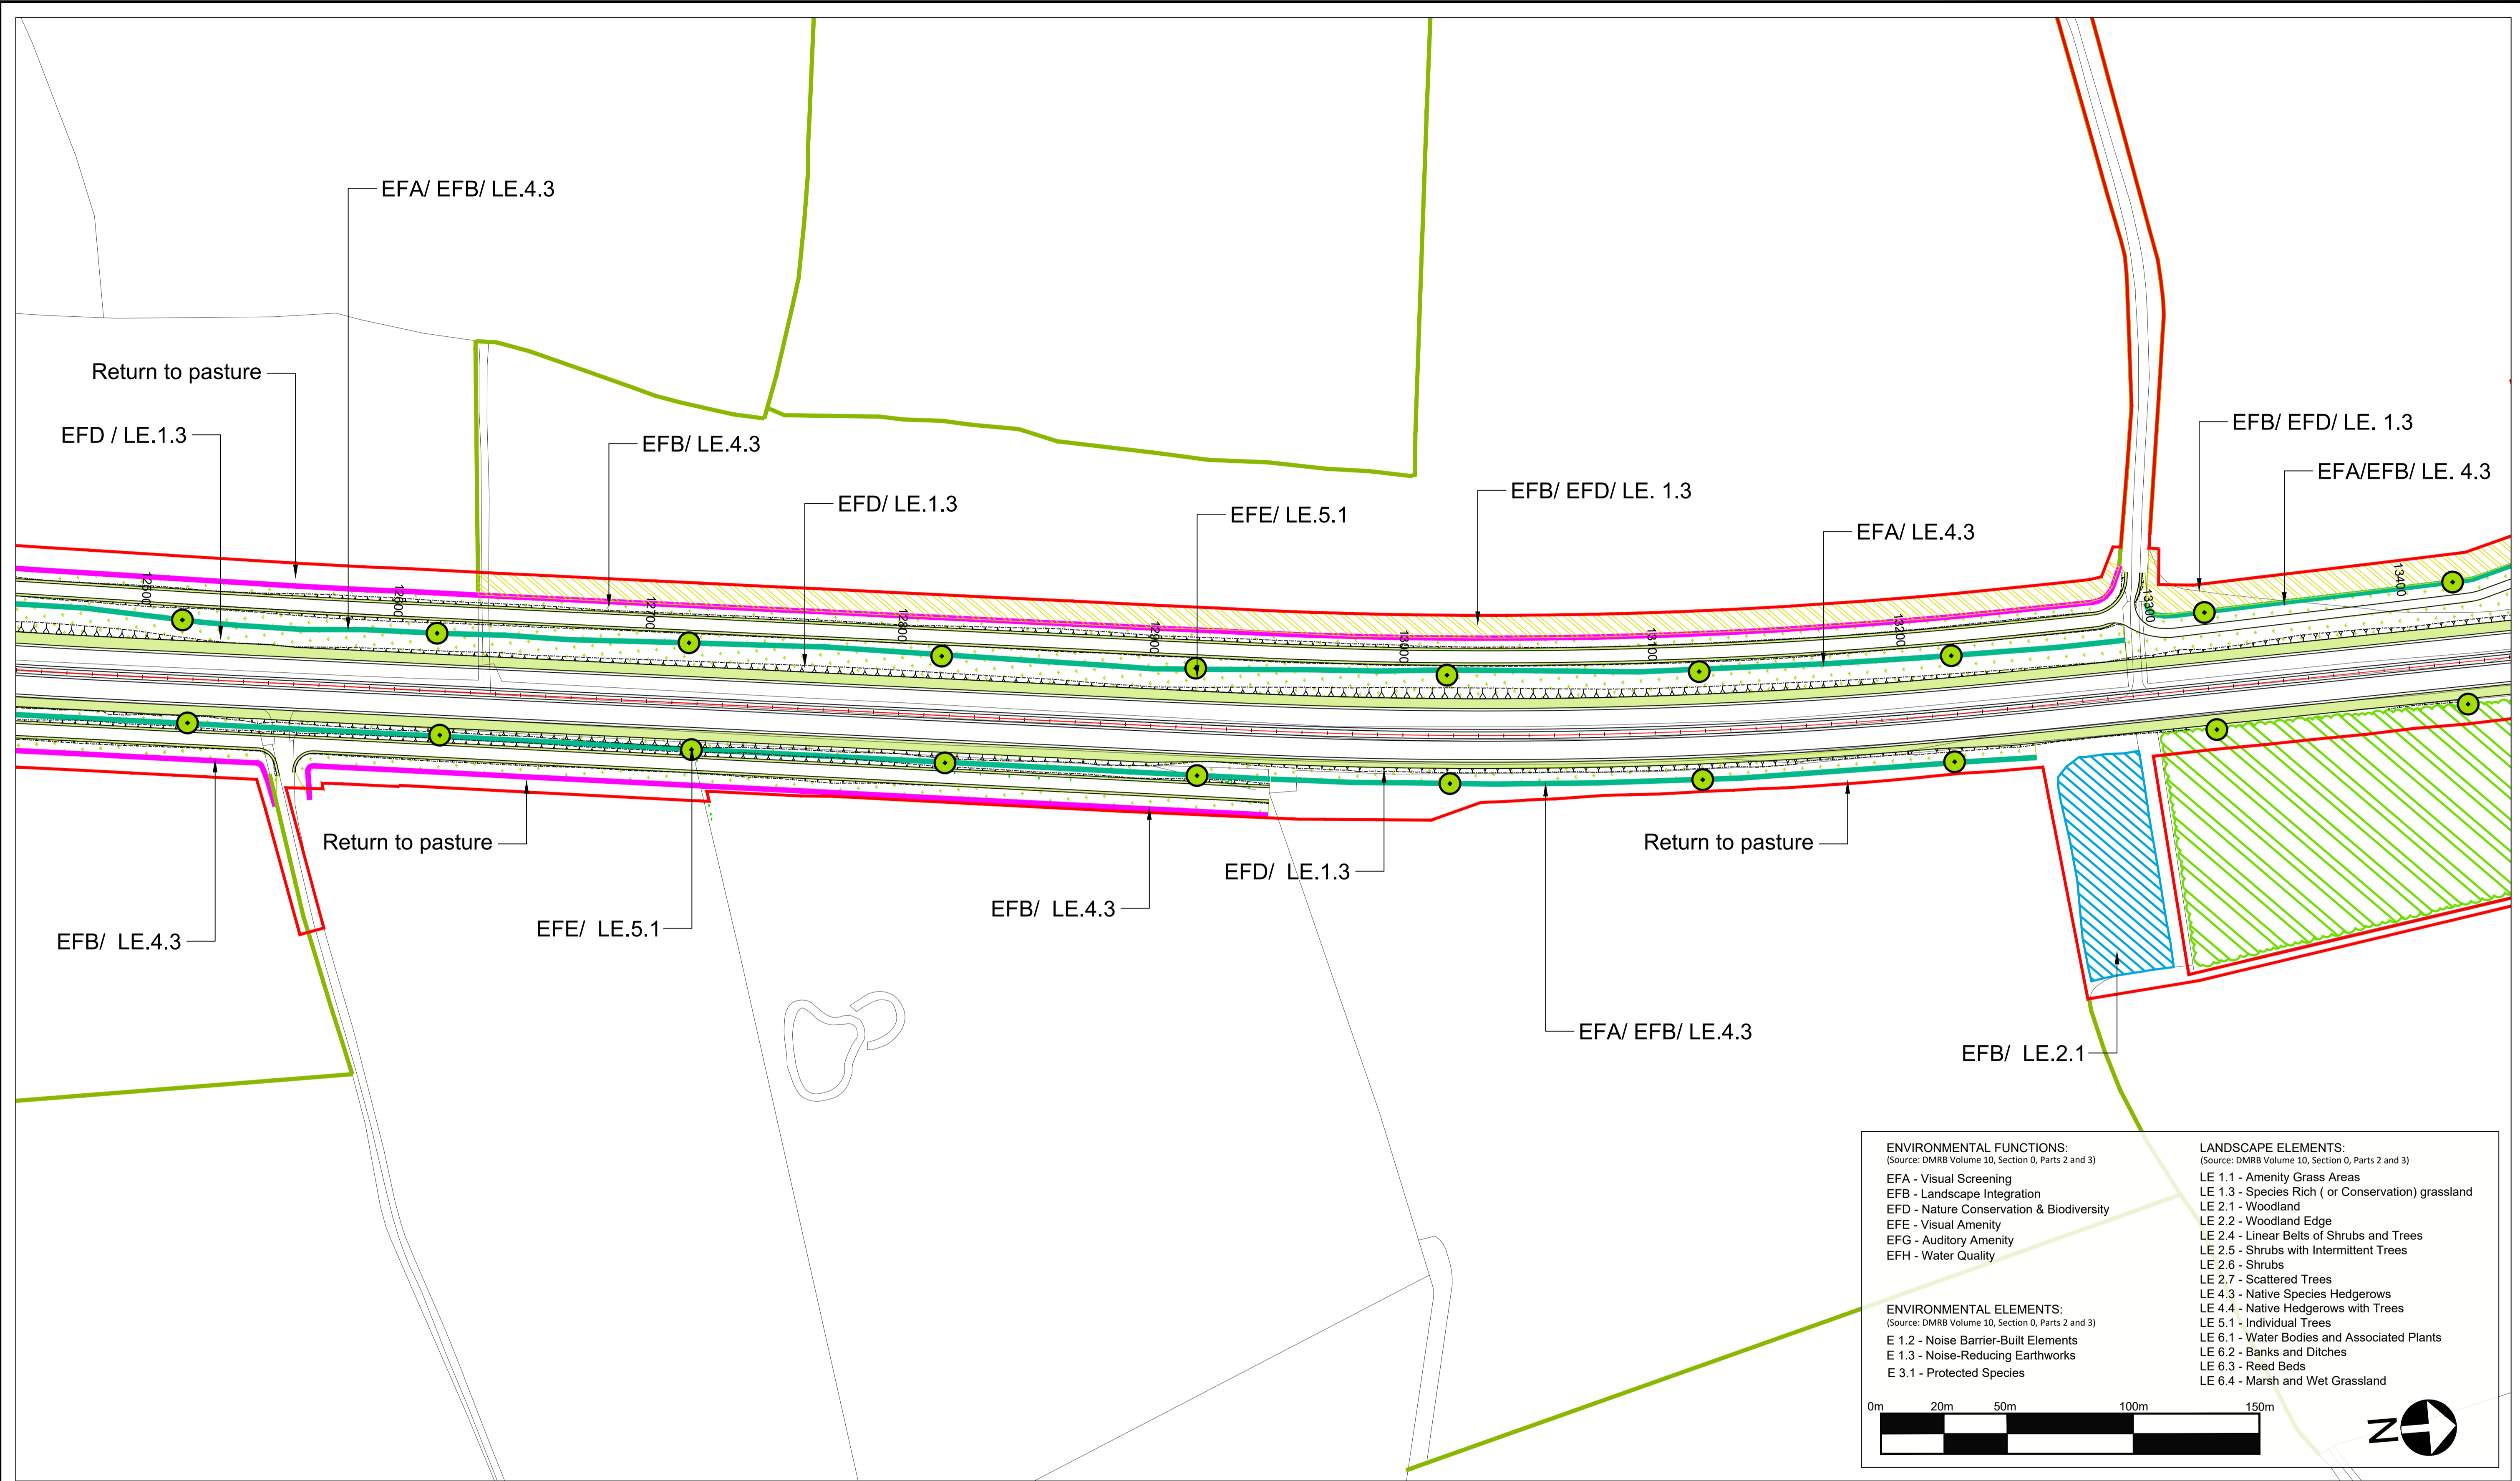 EFA/ EFB/ LE.4.3
Return to pasture
EFD / LE.1.3
EFB/ LE.4.3
EFD/ LE.1.3
EFE/ LE.5.1
EFB/ EFD/ LE. 1.3
EFA/ LE.4.3
EFB/ EFD/ LE. 1.3
EFA/EFB/ LE. 4.3
12500
12600
12700
12800
12900
13000
13100
13200
13300
13400
Return to pasture
Return to pasture
EFD/ LE.1.3
EFB/ LE.4.3
EFE/ LE.5.1
EFB/ LE.4.3
EFA/ EFB/ LE.4.3
EFB/ LE.2.1
ENVIRONMENTAL FUNCTIONS:
(Source: DMRB Volume 10, Section 0, Parts 2 and 3)
EFA - Visual Screening
EFB - Landscape Integration
EFD - Nature Conservation & Biodiversity
EFE - Visual Amenity
EFG - Auditory Amenity
EFH - Water Quality
ENVIRONMENTAL ELEMENTS:
(Source: DMRB Volume 10, Section 0, Parts 2 and 3)
E 1.2 - Noise Barrier-Built Elements
E 1.3 - Noise-Reducing Earthworks
E 3.1 - Protected Species
LANDSCAPE ELEMENTS:
(Source: DMRB Volume 10, Section 0, Parts 2 and 3)
LE 1.1 - Amenity Grass Areas
LE 1.3 - Species Rich ( or Conservation) grassland
LE 2.1 - Woodland
LE 2.2 - Woodland Edge
LE 2.4 - Linear Belts of Shrubs and Trees
LE 2.5 - Shrubs with Intermittent Trees
LE 2.6 - Shrubs
LE 2.7 - Scattered Trees
LE 4.3 - Native Species Hedgerows
LE 4.4 - Native Hedgerows with Trees
LE 5.1 - Individual Trees
LE 6.1 - Water Bodies and Associated Plants
LE 6.2 - Banks and Ditches
LE 6.3 - Reed Beds
LE 6.4 - Marsh and Wet Grassland
0m 20m 50m 100m 150m
N